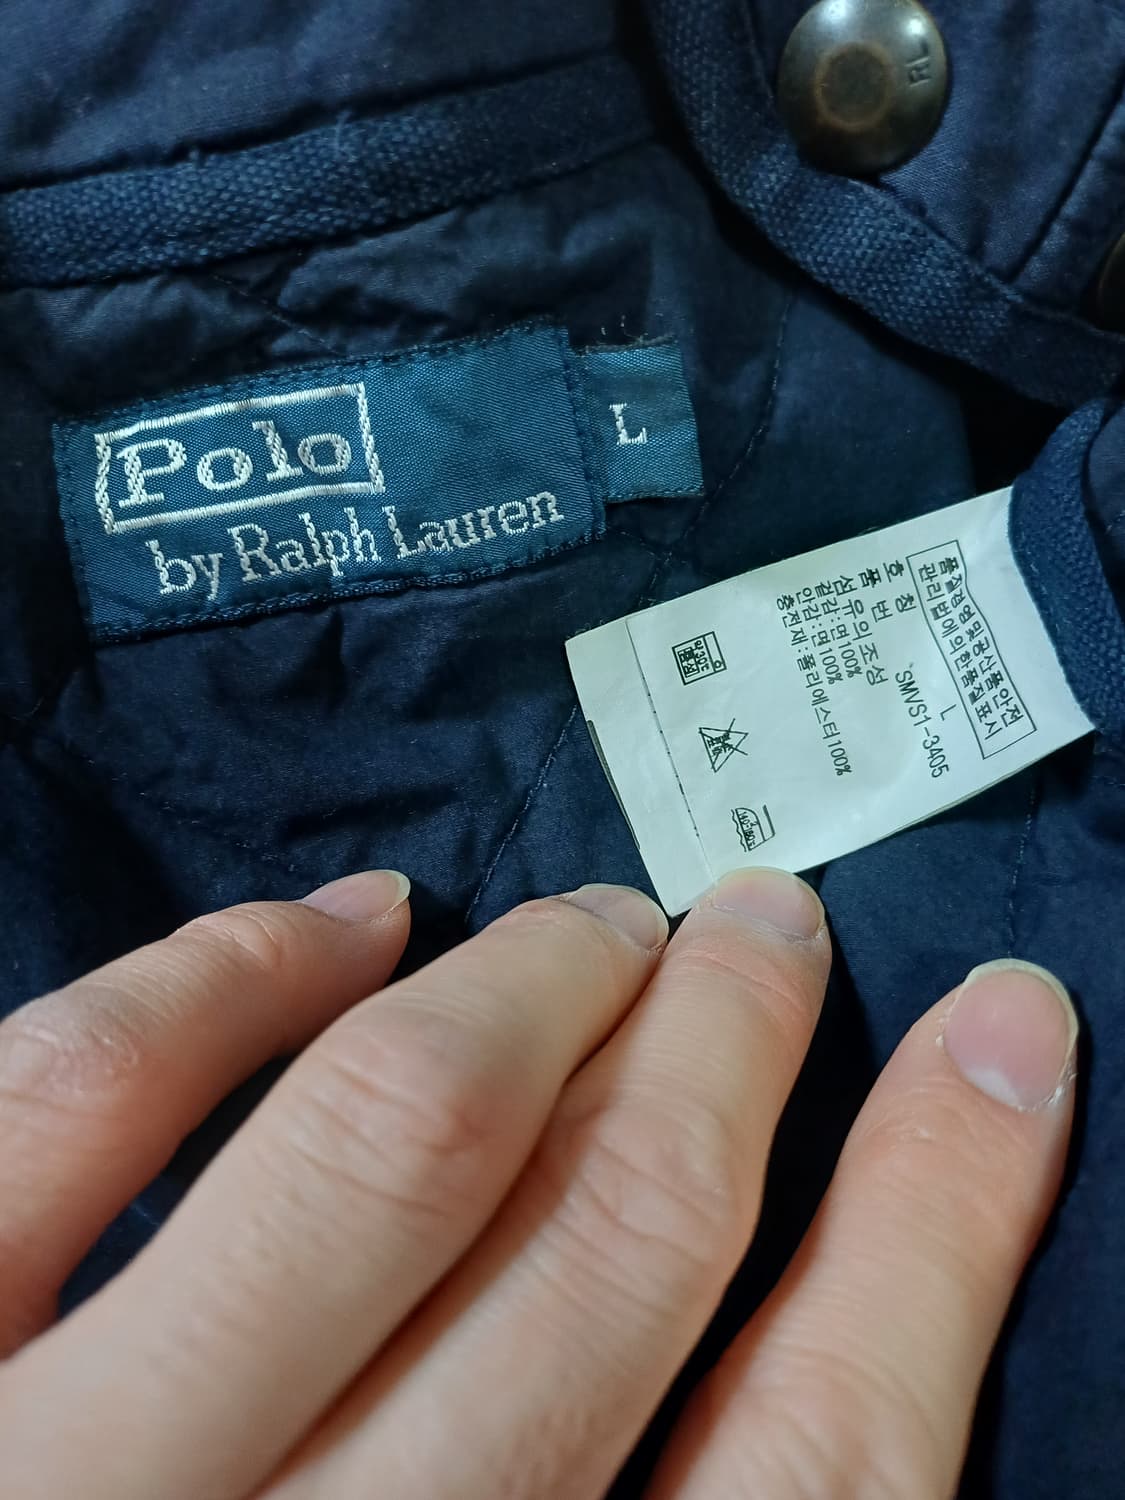 RL
Polo
by Ralph Lauren
L
품질경영및공산품안전
관리법에의한품질표시
호 칭 L
품 번 SMVS1-3405
섬유의조성
겉감:면100%
안감:면100%
충전재:폴리에스터100%